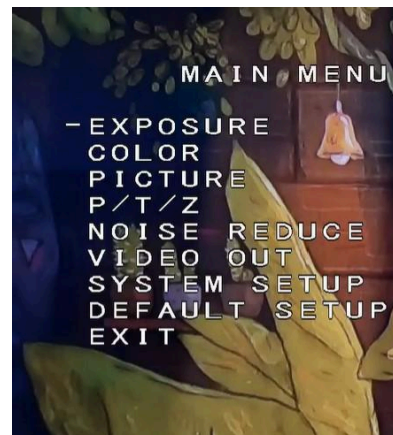 MAIN MENU
-EXPOSURE
COLOR
PICTURE
P/T/Z
NOISE REDUCE
VIDEO OUT
SYSTEM SETUP
DEFAULT SETUP
EXIT